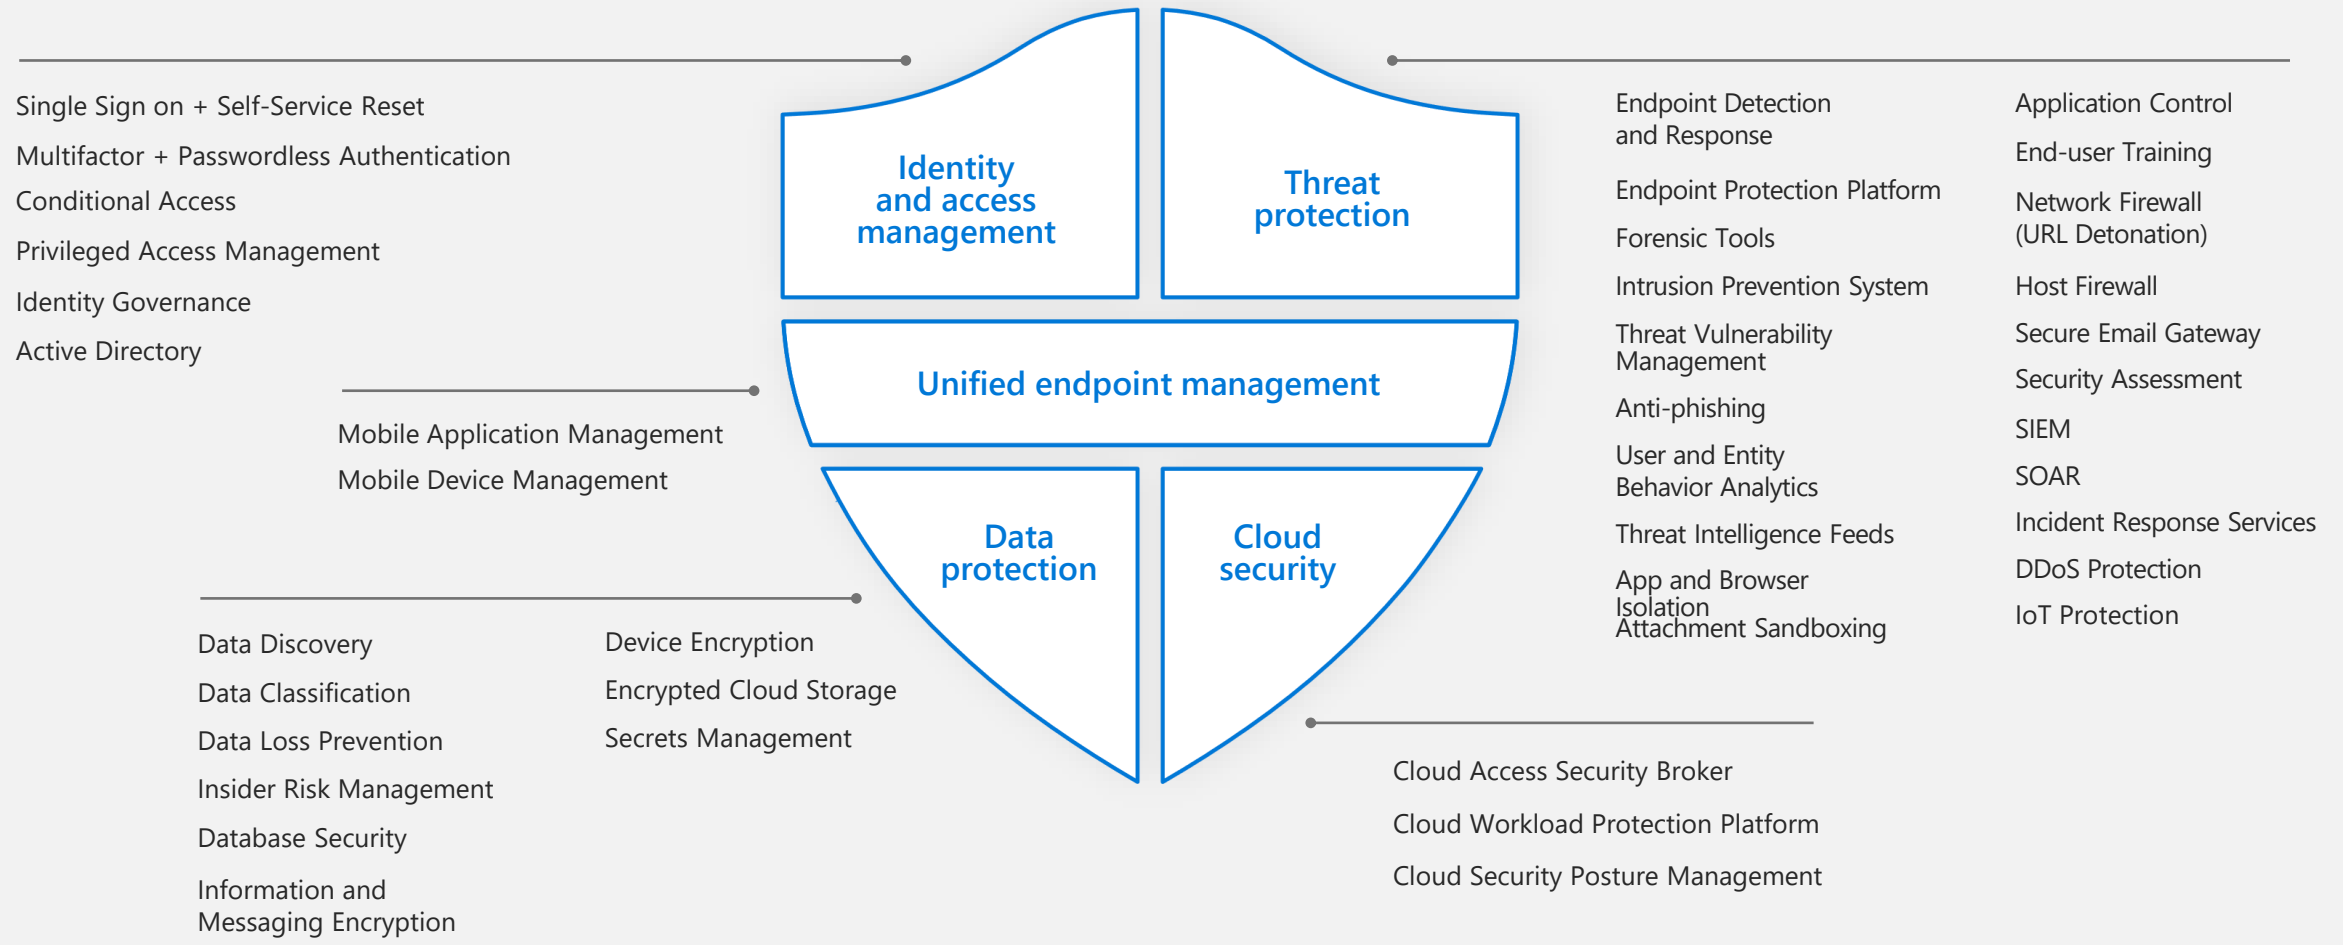 Single Sign on + Self-Service Reset
Multifactor + Passwordless Authentication
Conditional Access
Privileged Access Management
Identity Governance
Active Directory
Identity
and access
management
Threat
protection
Endpoint Detection
and Response
Endpoint Protection Platform
Forensic Tools
Intrusion Prevention System
Threat Vulnerability
Management
Anti-phishing
User and Entity
Behavior Analytics
Threat Intelligence Feeds
App and Browser
Isolation
Attachment Sandboxing
Application Control
End-user Training
Network Firewall
(URL Detonation)
Host Firewall
Secure Email Gateway
Security Assessment
SIEM
SOAR
Incident Response Services
DDoS Protection
IoT Protection
Unified endpoint management
Mobile Application Management
Mobile Device Management
Data
protection
Cloud
security
Data Discovery
Data Classification
Data Loss Prevention
Insider Risk Management
Database Security
Information and
Messaging Encryption
Device Encryption
Encrypted Cloud Storage
Secrets Management
Cloud Access Security Broker
Cloud Workload Protection Platform
Cloud Security Posture Management